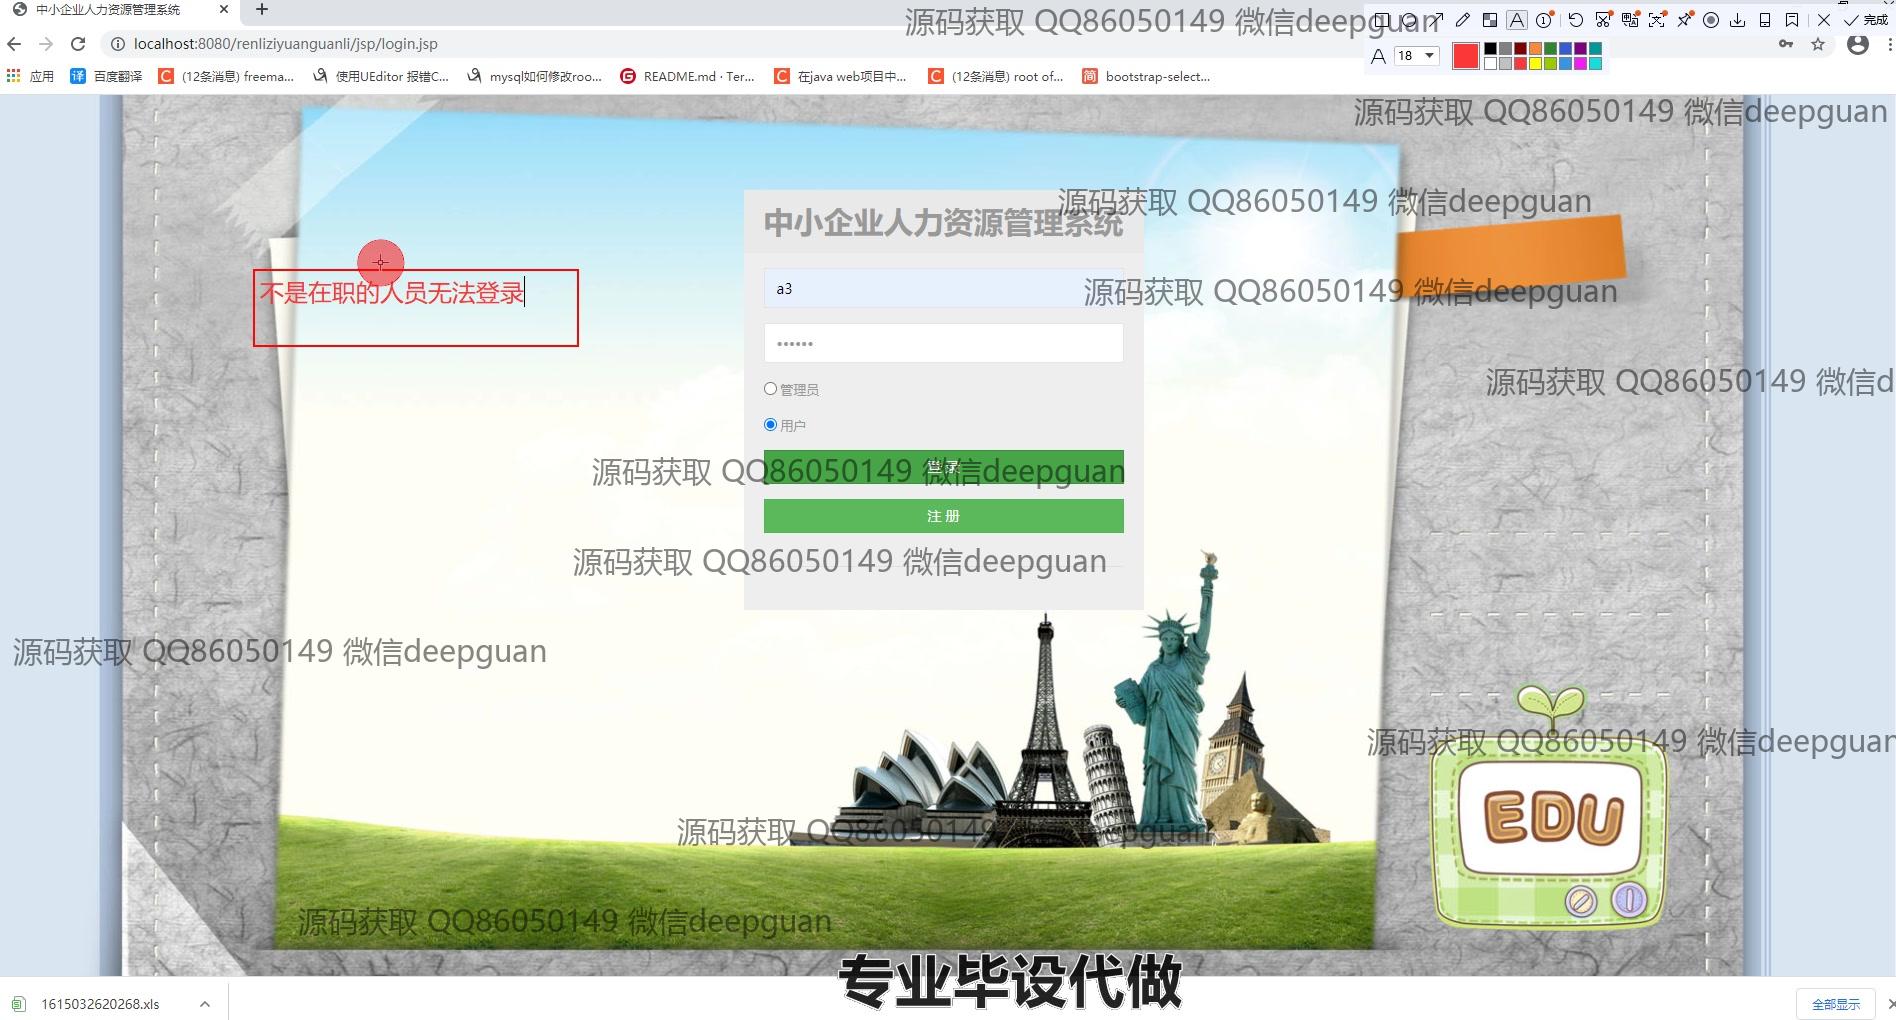 中小企业人力资源管理系统
完成
localhost:8080/renliziyuanguanli/jsp/login.jsp
18
应用
百度翻译
(12条消息) freema...
使用UEditor 报错C...
mysql如何修改roo...
README.md · Ter...
在java web项目中...
(12条消息) root of...
bootstrap-select...
源码获取 QQ86050149 微信deepguan
源码获取 QQ86050149 微信deepguan
源码获取 QQ86050149 微信deepguan
中小企业人力资源管理系统
不是在职的人员无法登录
a3
源码获取 QQ86050149 微信deepguan
源码获取 QQ86050149 微信d
管理员
用户
登 录
源码获取 QQ86050149 微信deepguan
注 册
源码获取 QQ86050149 微信deepguan
源码获取 QQ86050149 微信deepguan
源码获取 QQ86050149 微信deepguan
EDU
源码获取 QQ86050149 微信deepguan
源码获取 QQ86050149 微信deepguan
专业毕设代做
1615032620268.xls
全部显示